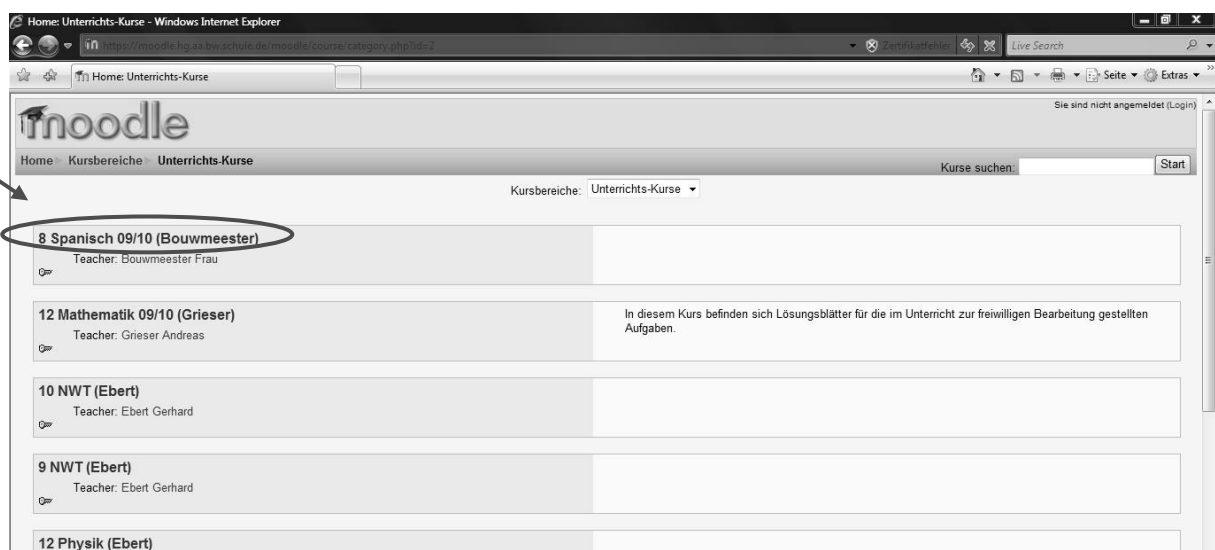 Home: Unterrichts-Kurse - Windows Internet Explorer
https://moodle.hg.aa.bw.schule.de/moodle/course/category.php?id=2
Zertifikatfehler
Live Search
Home: Unterrichts-Kurse
Seite
Extras
moodle
Sie sind nicht angemeldet (Login)
Home Kursbereiche Unterrichts-Kurse
Kurse suchen:
Start
Kursbereiche: Unterrichts-Kurse
8 Spanisch 09/10 (Bouwmeester)
Teacher: Bouwmeester Frau
12 Mathematik 09/10 (Grieser)
Teacher: Grieser Andreas
In diesem Kurs befinden sich Lösungsblätter für die im Unterricht zur freiwilligen Bearbeitung gestellten
Aufgaben.
10 NWT (Ebert)
Teacher: Ebert Gerhard
9 NWT (Ebert)
Teacher: Ebert Gerhard
12 Physik (Ebert)